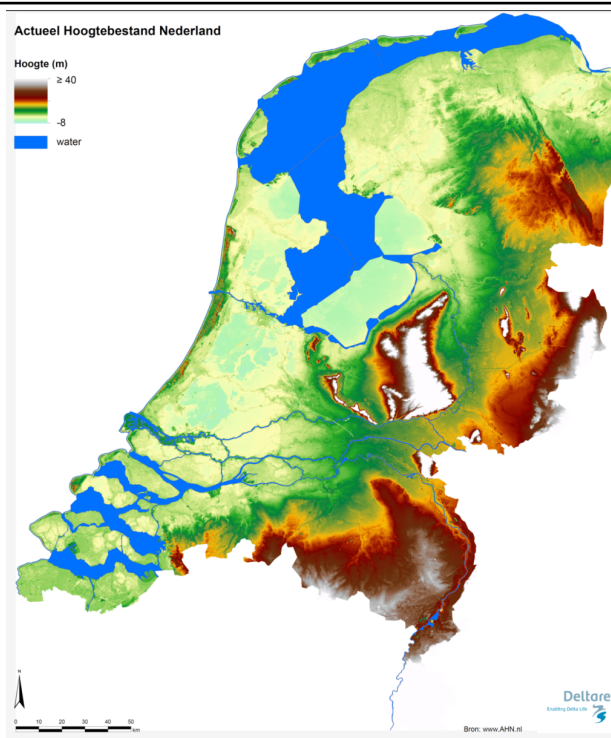 Actueel Hoogtebestand Nederland
Hoogte (m)
≥ 40
-8
water
N
0 10 20 30 40 50
km
Bron: www.AHN.nl
Deltare
Enabling Delta Life